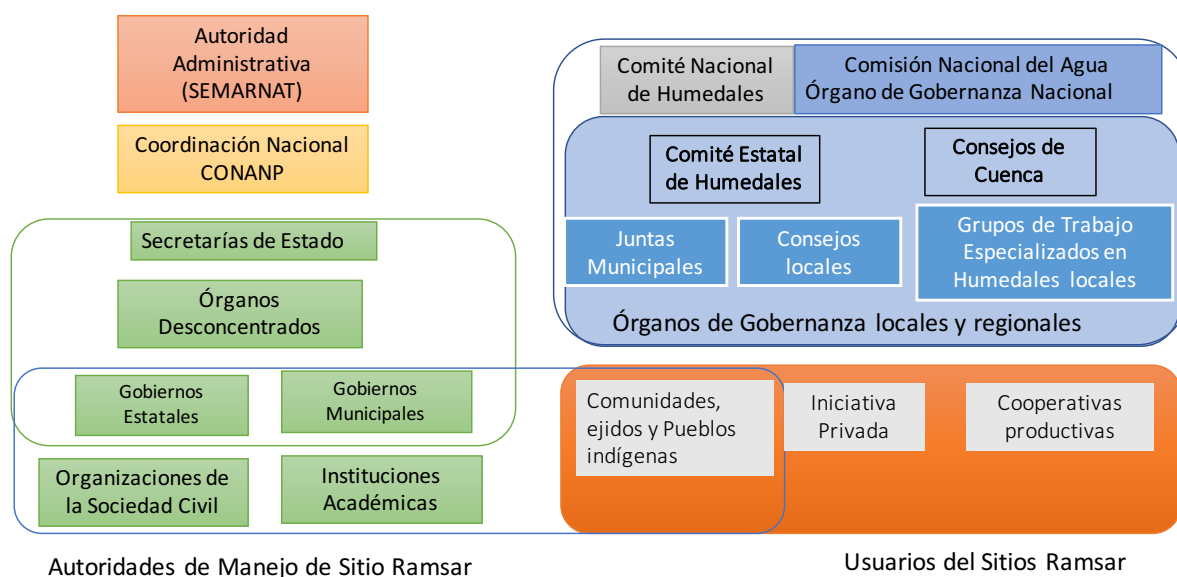 Autoridad
Administrativa
(SEMARNAT)
Coordinación Nacional
CONANP
Secretarías de Estado
Órganos
Desconcentrados
Gobiernos
Estatales
Gobiernos
Municipales
Organizaciones de
la Sociedad Civil
Instituciones
Académicas
Autoridades de Manejo de Sitio Ramsar
Comité Nacional
de Humedales
Comisión Nacional del Agua
Órgano de Gobernanza Nacional
Comité Estatal
de Humedales
Consejos de
Cuenca
Juntas
Municipales
Consejos
locales
Grupos de Trabajo
Especializados en
Humedales locales
Órganos de Gobernanza locales y regionales
Comunidades,
ejidos y Pueblos
indígenas
Iniciativa
Privada
Cooperativas
productivas
Usuarios del Sitios Ramsar